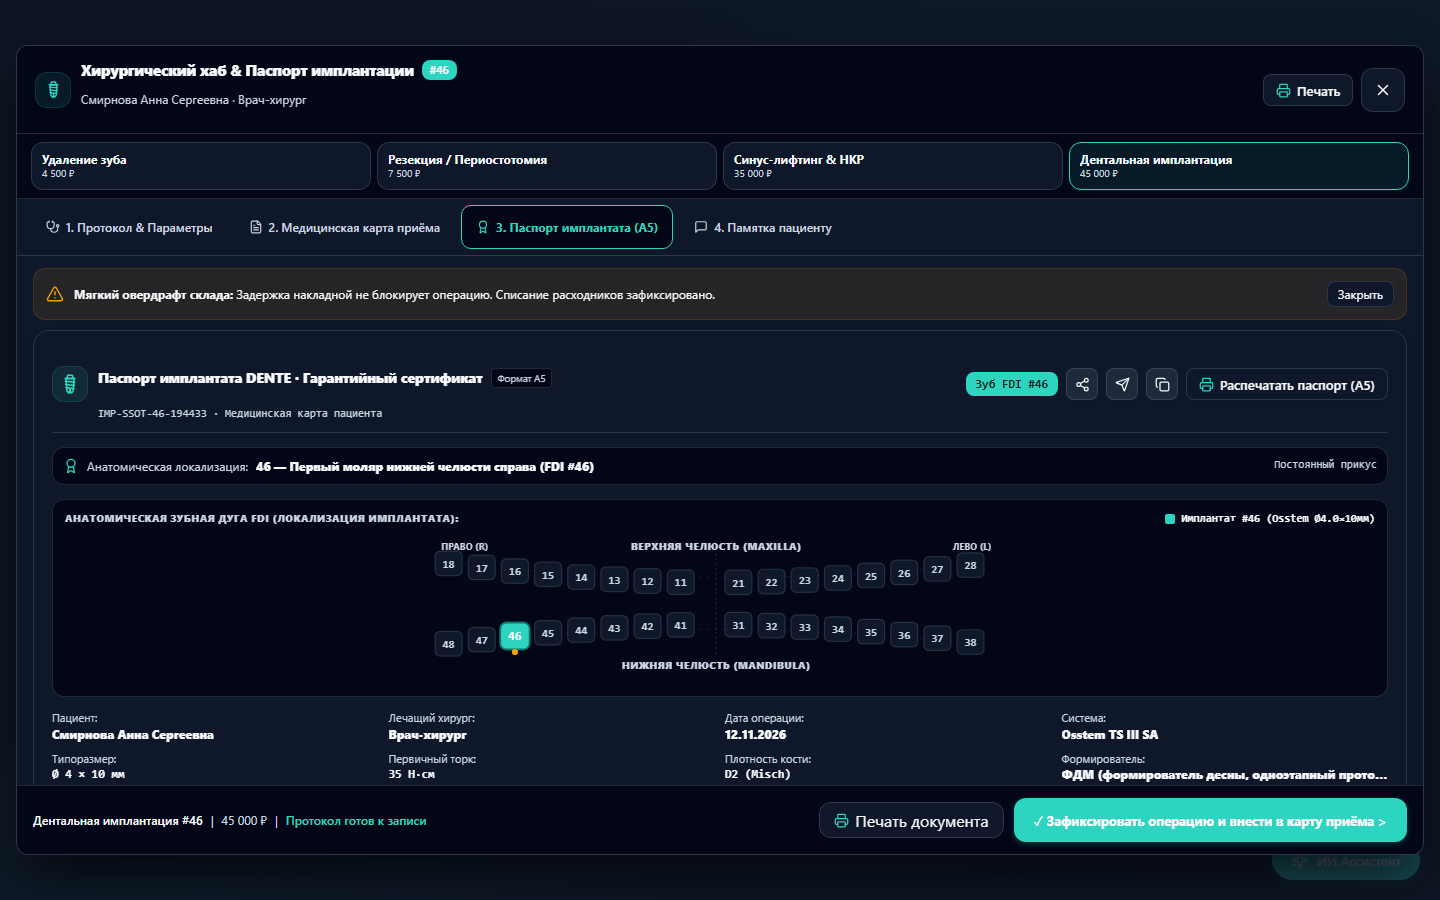 Хирургический хаб & Паспорт имплантации #46
Смирнова Анна Сергеевна · Врач-хирург
Печать
Удаление зуба
4 500 ₽
Резекция / Периостотомия
7 500 ₽
Синус-лифтинг & НКР
35 000 ₽
Дентальная имплантация
45 000 ₽
1. Протокол & Параметры
2. Медицинская карта приёма
3. Паспорт имплантата (А5)
4. Памятка пациенту
Мягкий овердрафт склада: Задержка накладной не блокирует операцию. Списание расходников зафиксировано.
Закрыть
Паспорт имплантата DENTE · Гарантийный сертификат Формат А5
IMP-SSOT-46-194433 · Медицинская карта пациента
Зуб FDI #46
Распечатать паспорт (А5)
Анатомическая локализация: 46 — Первый моляр нижней челюсти справа (FDI #46)
Постоянный прикус
АНАТОМИЧЕСКАЯ ЗУБНАЯ ДУГА FDI (ЛОКАЛИЗАЦИЯ ИМПЛАНТАТА):
Имплантат #46 (Osstem Ø4.0×10мм)
ПРАВО (R) ВЕРХНЯЯ ЧЕЛЮСТЬ (MAXILLA) ЛЕВО (L)
18 17 16 15 14 13 12 11 21 22 23 24 25 26 27 28
48 47 46 45 44 43 42 41 31 32 33 34 35 36 37 38
НИЖНЯЯ ЧЕЛЮСТЬ (MANDIBULA)
Пациент:
Смирнова Анна Сергеевна
Лечащий хирург:
Врач-хирург
Дата операции:
12.11.2026
Система:
Osstem TS III SA
Типоразмер:
Ø 4 × 10 мм
Первичный торк:
35 Н·см
Плотность кости:
D2 (Misch)
Формирователь:
ФДМ (формирователь десны, одноэтапный прото...
Дентальная имплантация #46 | 45 000 ₽ | Протокол готов к записи
Печать документа
✓ Зафиксировать операцию и внести в карту приёма >
ИИ Ассистент